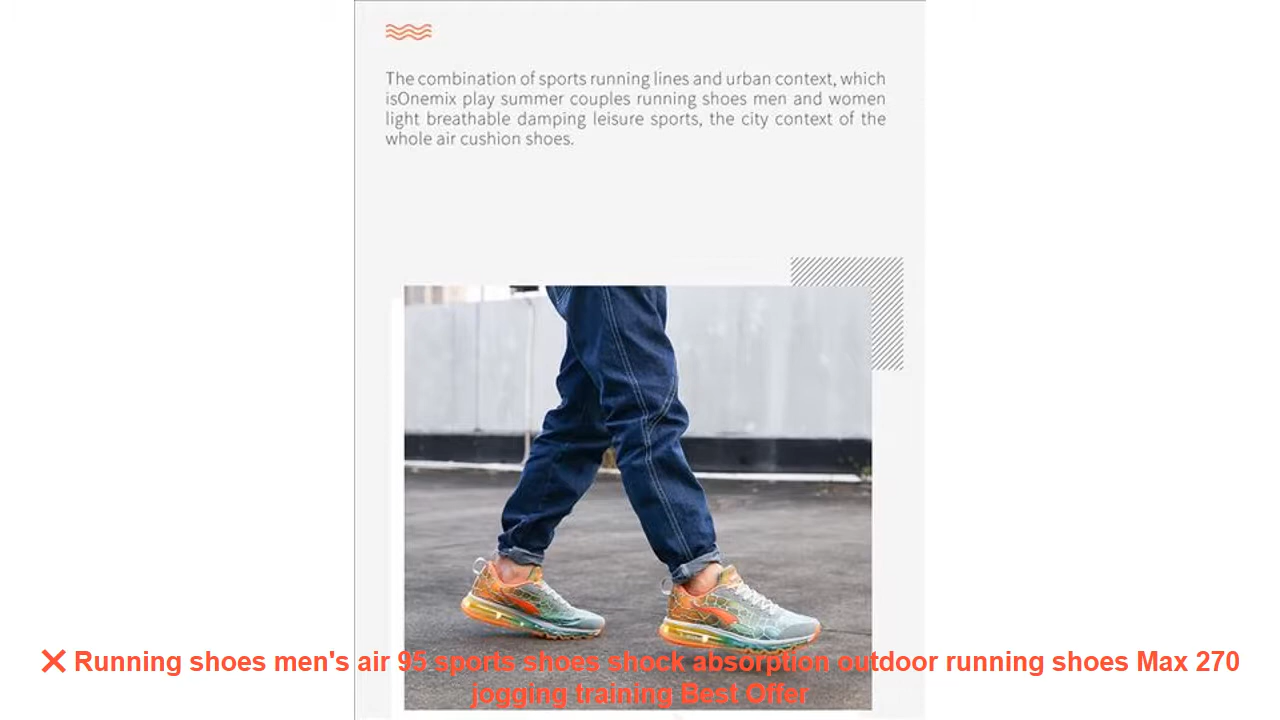 The combination of sports running lines and urban context, which
isOnemix play summer couples running shoes men and women
light breathable damping leisure sports, the city context of the
whole air cushion shoes.
❌ Running shoes men's air 95 sports shoes shock absorption outdoor running shoes Max 270
jogging training Best Offer